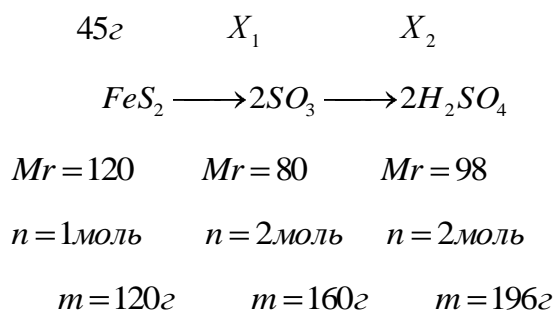 45г X₁ X₂
FeS₂ ⟶ 2SO₃ ⟶ 2H₂SO₄
Mr = 120 Mr = 80 Mr = 98
n = 1моль n = 2моль n = 2моль
m = 120г m = 160г m = 196г